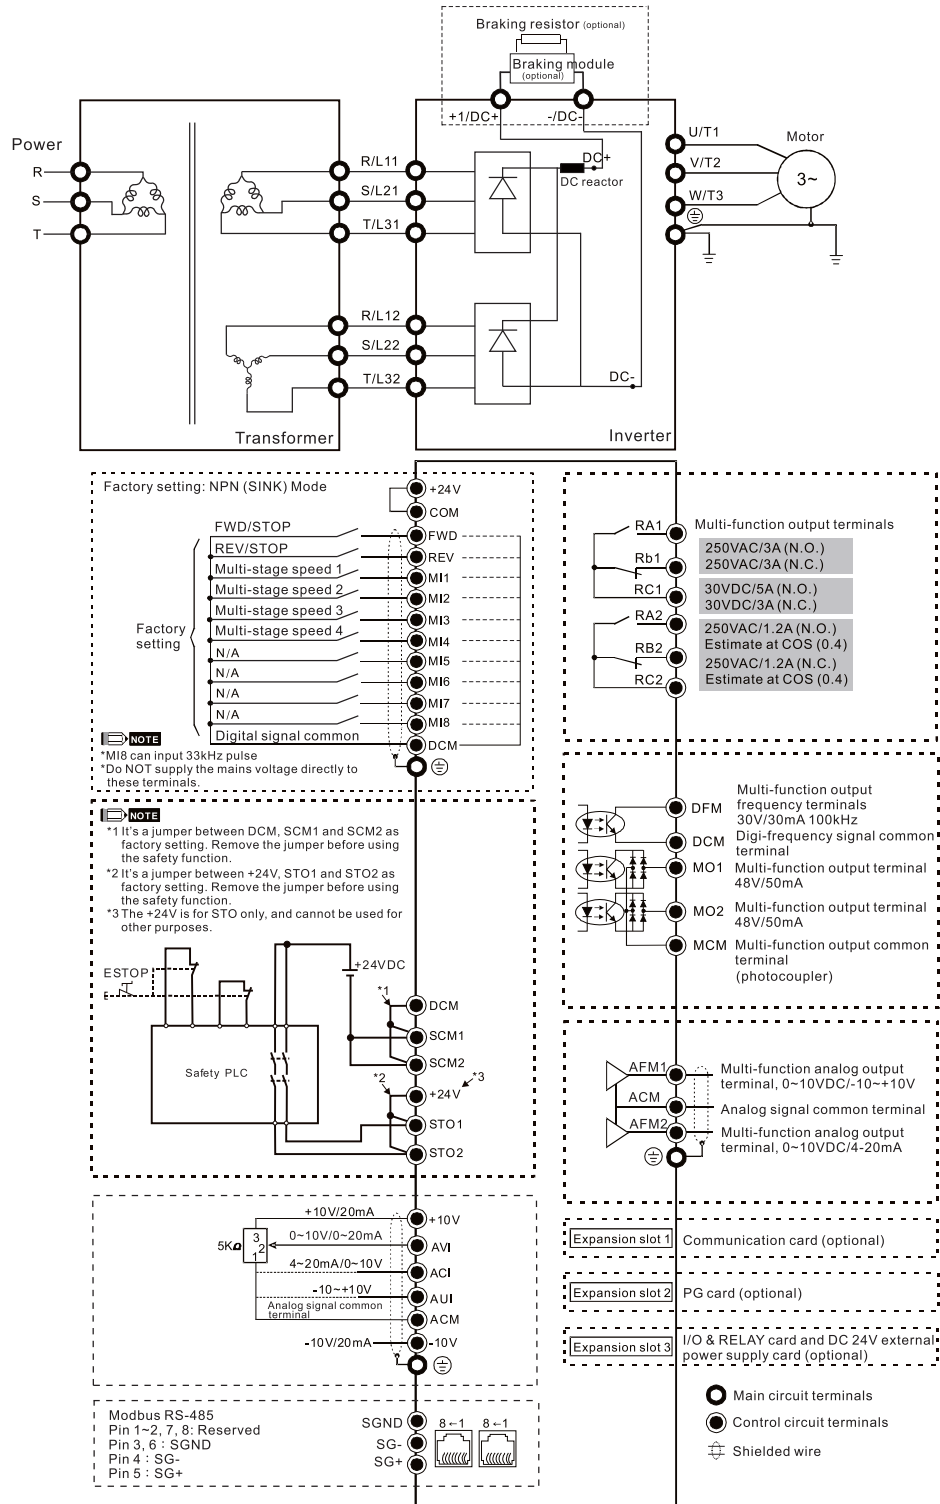 Braking resistor (optional)
Braking module
(optional)
+1/DC+
-/DC-
Power
R
S
T
R/L11
S/L21
T/L31
R/L12
S/L22
T/L32
DC+
DC reactor
DC-
U/T1
V/T2
W/T3
Motor
3~
Transformer
Inverter
Factory setting: NPN (SINK) Mode
+24V
COM
FWD/STOP
FWD
REV/STOP
REV
Multi-stage speed 1
MI1
Multi-stage speed 2
MI2
Multi-stage speed 3
MI3
Multi-stage speed 4
MI4
Factory
setting
N/A
MI5
N/A
MI6
N/A
MI7
N/A
MI8
Digital signal common
DCM
NOTE
*MI8 can input 33kHz pulse
*Do NOT supply the mains voltage directly to
these terminals.
RA1
Rb1
RC1
RA2
RB2
RC2
Multi-function output terminals
250VAC/3A (N.O.)
250VAC/3A (N.C.)
30VDC/5A (N.O.)
30VDC/3A (N.C.)
250VAC/1.2A (N.O.)
Estimate at COS (0.4)
250VAC/1.2A (N.C.)
Estimate at COS (0.4)
NOTE
*1 It's a jumper between DCM, SCM1 and SCM2 as
factory setting. Remove the jumper before using
the safety function.
*2 It's a jumper between +24V, STO1 and STO2 as
factory setting. Remove the jumper before using
the safety function.
*3 The +24V is for STO only, and cannot be used for
other purposes.
ESTOP
+24VDC
Safety PLC
*1
DCM
SCM1
SCM2
*2
+24V
*3
STO1
STO2
DFM
Multi-function output
frequency terminals
30V/30mA 100kHz
DCM
Digi-frequency signal common
terminal
MO1
Multi-function output terminal
48V/50mA
MO2
Multi-function output terminal
48V/50mA
MCM
Multi-function output common
terminal
(photocoupler)
AFM1
Multi-function analog output
terminal, 0~10VDC/-10~+10V
ACM
Analog signal common terminal
AFM2
Multi-function analog output
terminal, 0~10VDC/4-20mA
+10V/20mA
+10V
5KΩ
3
2
1
0~10V/0~20mA
AVI
4~20mA/0~10V
ACI
-10~+10V
AUI
Analog signal common
terminal
ACM
-10V/20mA
-10V
Expansion slot 1
Communication card (optional)
Expansion slot 2
PG card (optional)
Expansion slot 3
I/O & RELAY card and DC 24V external
power supply card (optional)
Modbus RS-485
Pin 1~2, 7, 8: Reserved
Pin 3, 6 : SGND
Pin 4 : SG-
Pin 5 : SG+
SGND
SG-
SG+
8←1
8←1
Main circuit terminals
Control circuit terminals
Shielded wire